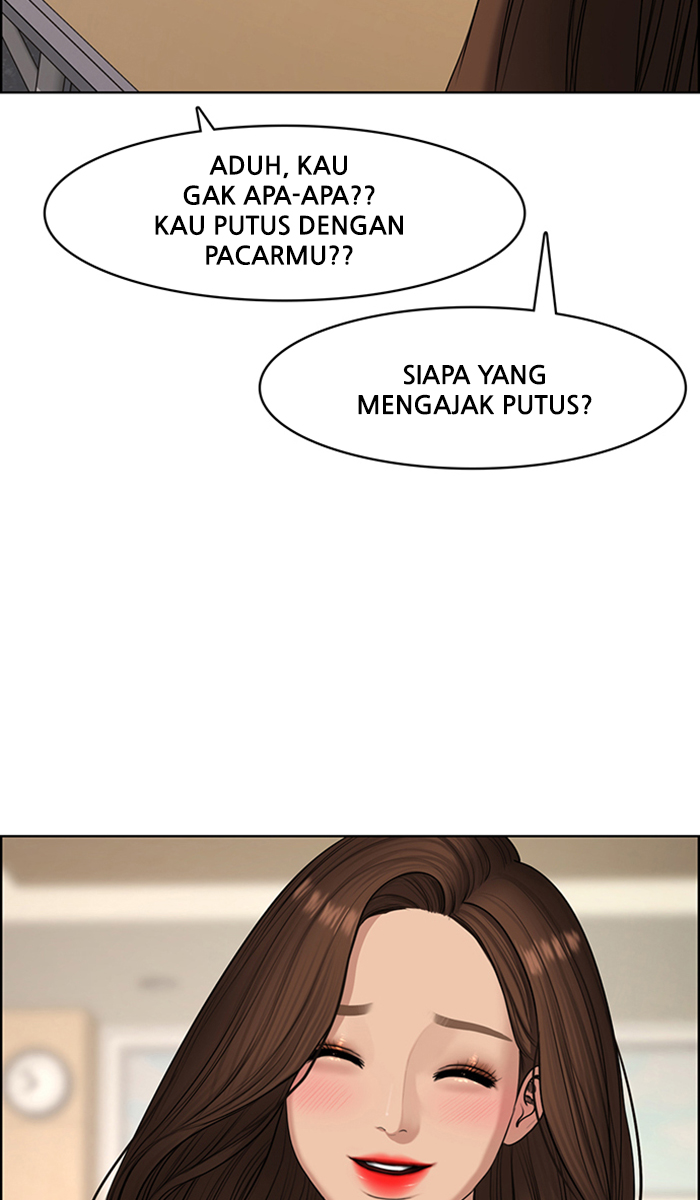 ADUH, KAU
GAK APA-APA??
KAU PUTUS DENGAN
PACARMU??
SIAPA YANG
MENGAJAK PUTUS?